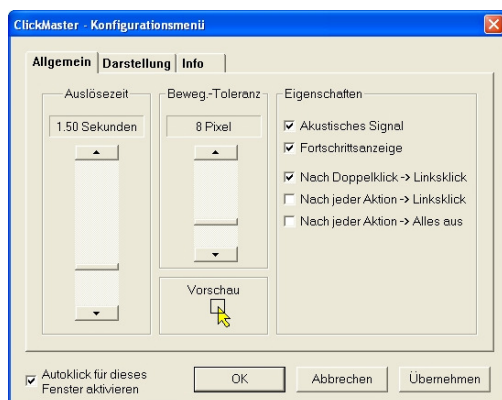 ClickMaster - Konfigurationsmenü
Allgemein Darstellung Info
Auslösezeit
1.50 Sekunden
Beweg.-Toleranz
8 Pixel
Vorschau
Eigenschaften
Akustisches Signal
Fortschrittsanzeige
Nach Doppelklick -> Linksklick
Nach jeder Aktion -> Linksklick
Nach jeder Aktion -> Alles aus
Autoklick für dieses
Fenster aktivieren
OK Abbrechen Übernehmen